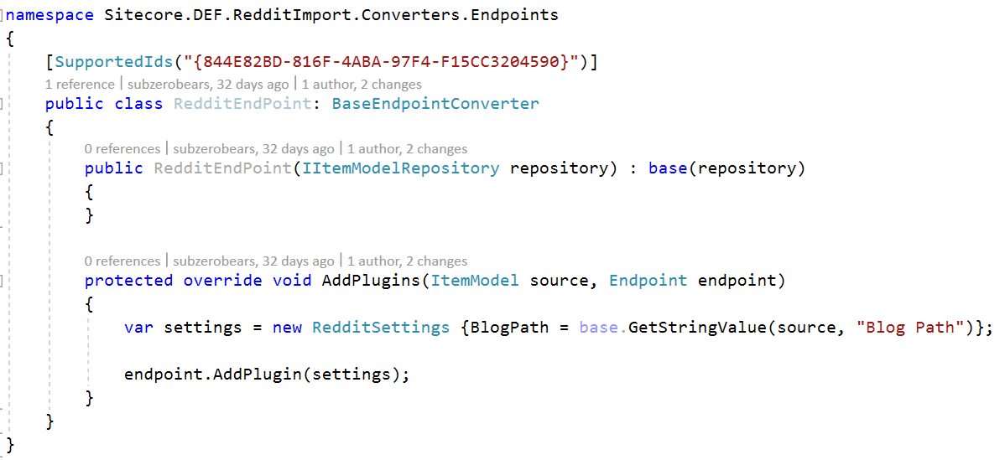 namespace Sitecore.DEF.RedditImport.Converters.Endpoints
{
[SupportedIds("{844E82BD-816F-4ABA-97F4-F15CC3204590}")]
1 reference | subzerobears, 32 days ago | 1 author, 2 changes
public class RedditEndPoint: BaseEndpointConverter
{
0 references | subzerobears, 32 days ago | 1 author, 2 changes
public RedditEndPoint(IItemModelRepository repository) : base(repository)
{
}
0 references | subzerobears, 32 days ago | 1 author, 2 changes
protected override void AddPlugins(ItemModel source, Endpoint endpoint)
{
var settings = new RedditSettings {BlogPath = base.GetStringValue(source, "Blog Path")};
endpoint.AddPlugin(settings);
}
}
}